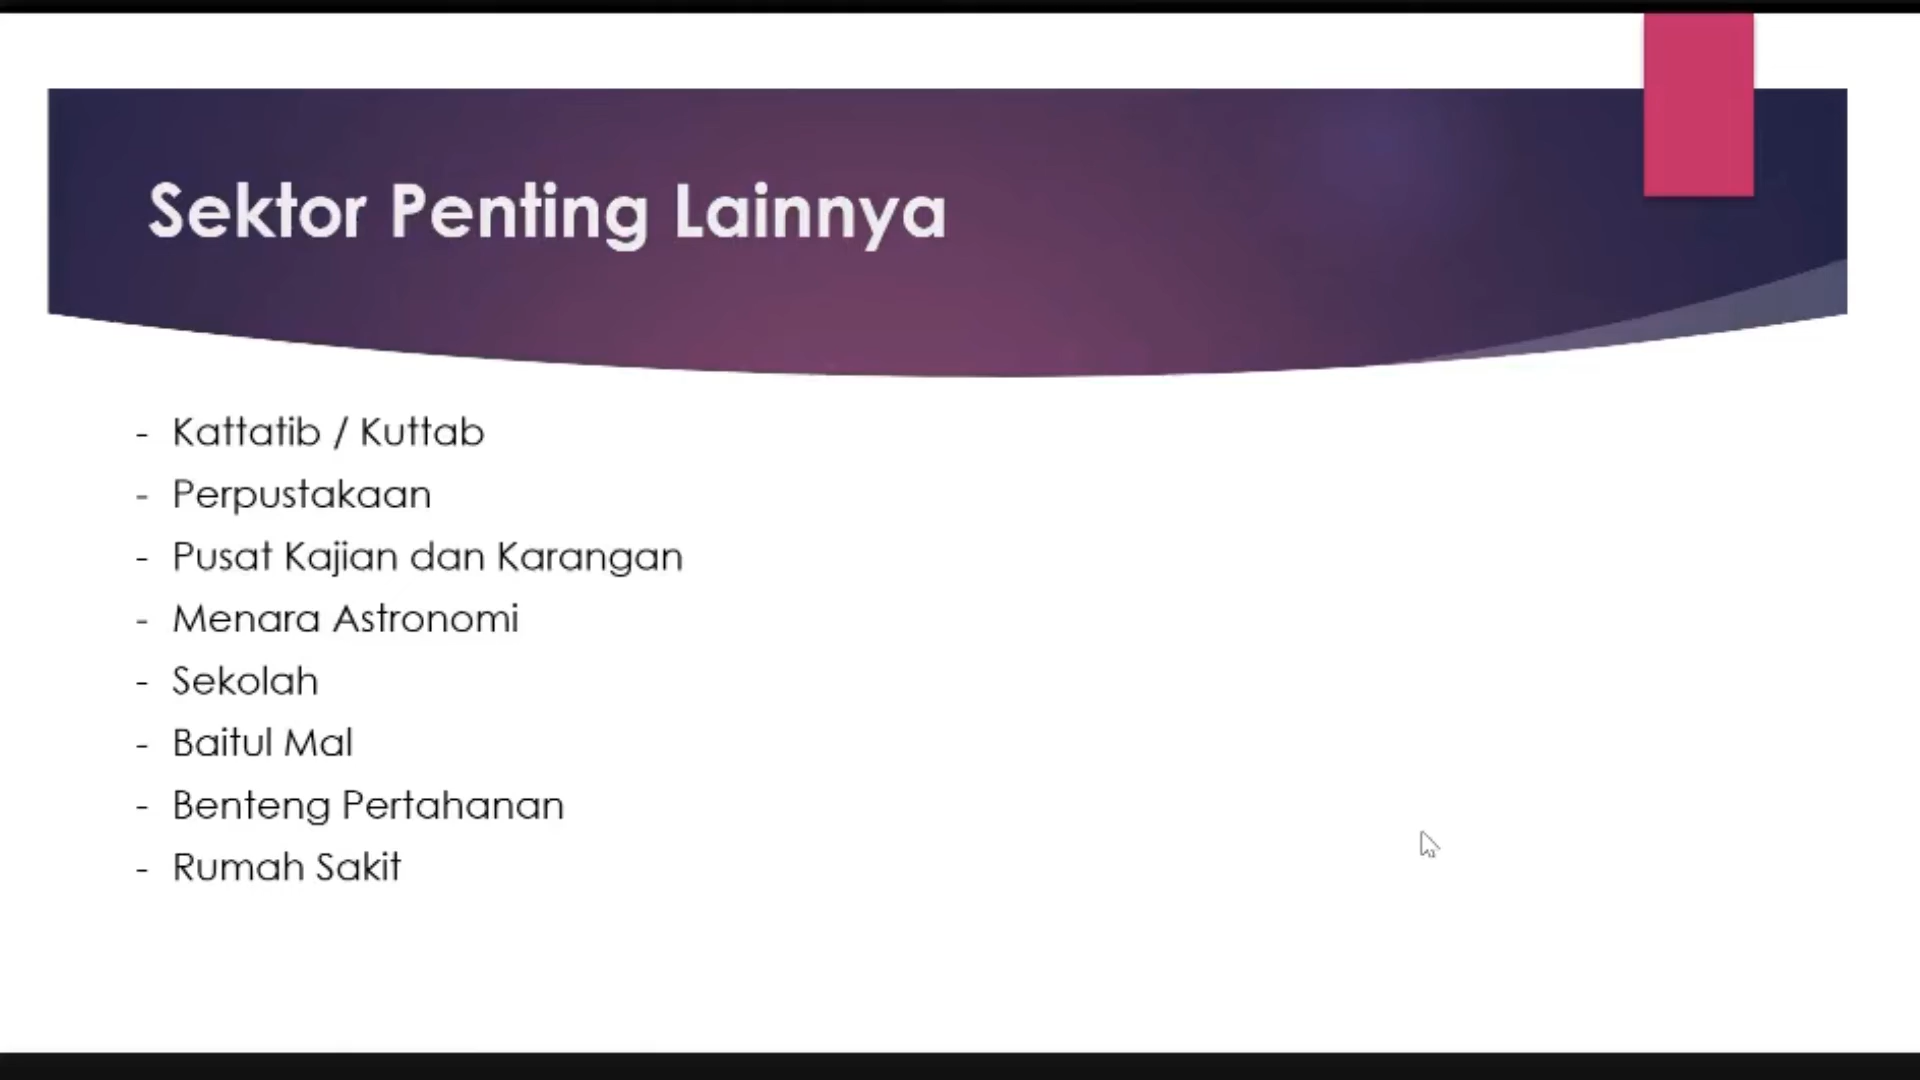 Sektor Penting Lainnya
- Kattatib / Kuttab
- Perpustakaan
- Pusat Kajian dan Karangan
- Menara Astronomi
- Sekolah
- Baitul Mal
- Benteng Pertahanan
- Rumah Sakit